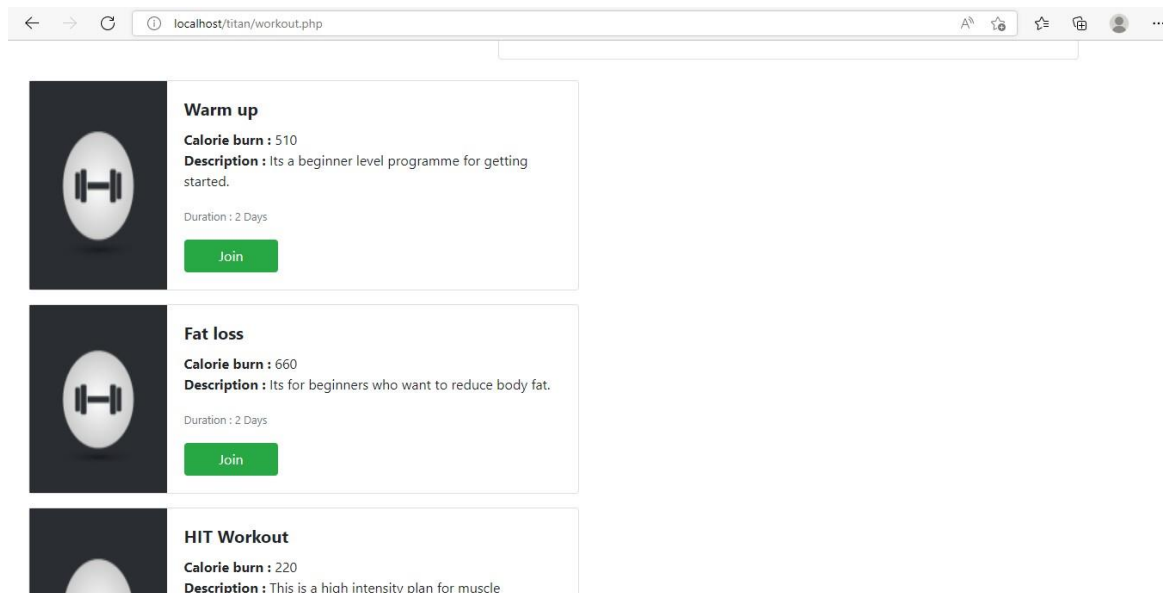 localhost/titan/workout.php
Warm up
Calorie burn : 510
Description : Its a beginner level programme for getting
started.
Duration : 2 Days
Join
Fat loss
Calorie burn : 660
Description : Its for beginners who want to reduce body fat.
Duration : 2 Days
Join
HIT Workout
Calorie burn : 220
Description : This is a high intensity plan for muscle